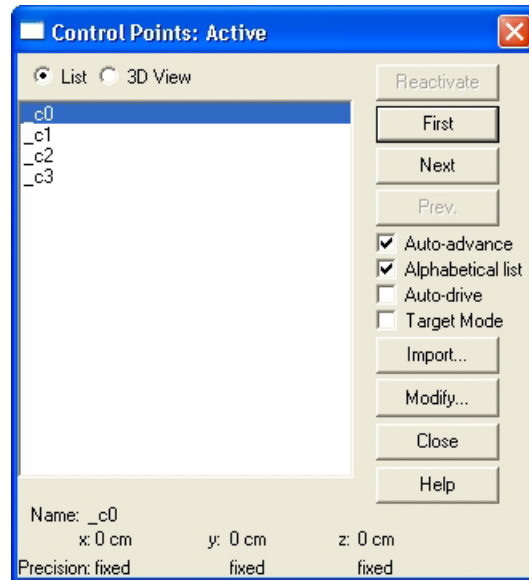 Control Points: Active
List 3D View
_c0
_c1
_c2
_c3
Reactivate
First
Next
Prev.
Auto-advance
Alphabetical list
Auto-drive
Target Mode
Import...
Modify...
Close
Help
Name: _c0
x: 0 cm y: 0 cm z: 0 cm
Precision: fixed fixed fixed